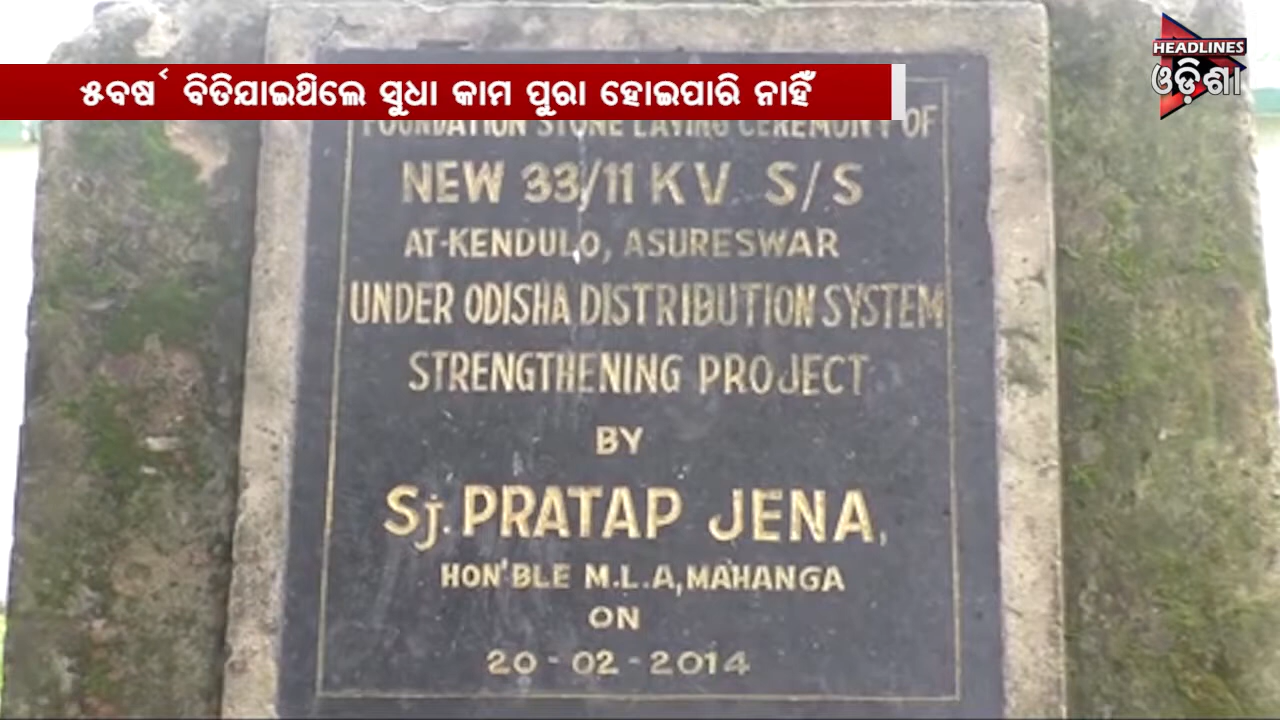 HEADLINES
ଓଡ଼ିଶା
୫ବର୍ଷ ବିତିଯାଇଥିଲେ ସୁଧା କାମ ପୁରା ହୋଇପାରି ନାହିଁ
FOUNDATION STONE LAYING CEREMONY OF
NEW 33/11 KV S/S
AT-KENDULO, ASURESWAR
UNDER ODISHA DISTRIBUTION SYSTEM
STRENGTHENING PROJECT
BY
Sj. PRATAP JENA,
HON'BLE M.L.A, MAHANGA
ON
20-02-2014